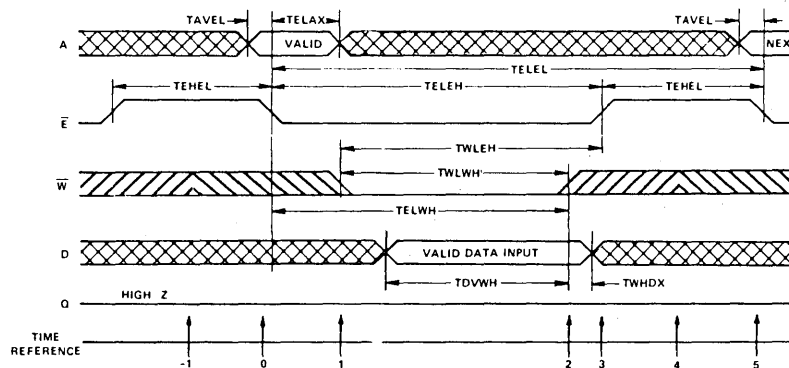 TAVEL TELAX TAVEL
A VALID NEX
TELEL
TEHEL TELEH TEHEL
E
TWLEH
TWLWH
W
TELWH
D VALID DATA INPUT
TDVWH TWHDX
HIGH Z
Q
TIME REFERENCE
-1 0 1 2 3 4 5